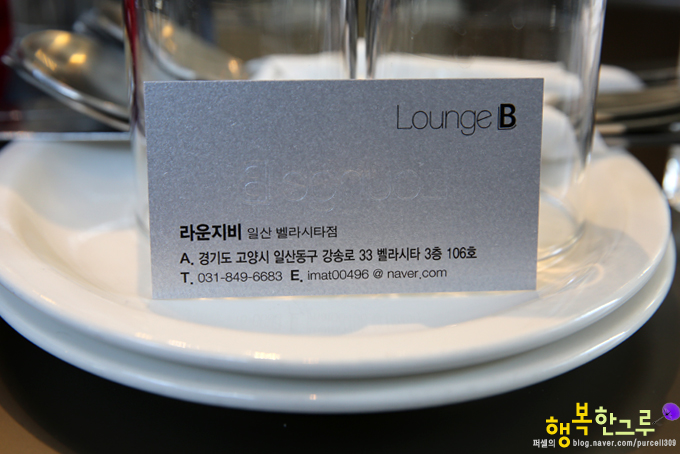 Lounge B
라운지비 일산 벨라시타점
A. 경기도 고양시 일산동구 강송로 33 벨라시타 3층 106호
T. 031-849-6683 E. imat00496 @ naver.com
행복한그루
퍼셀의 blog.naver.com/purcell309